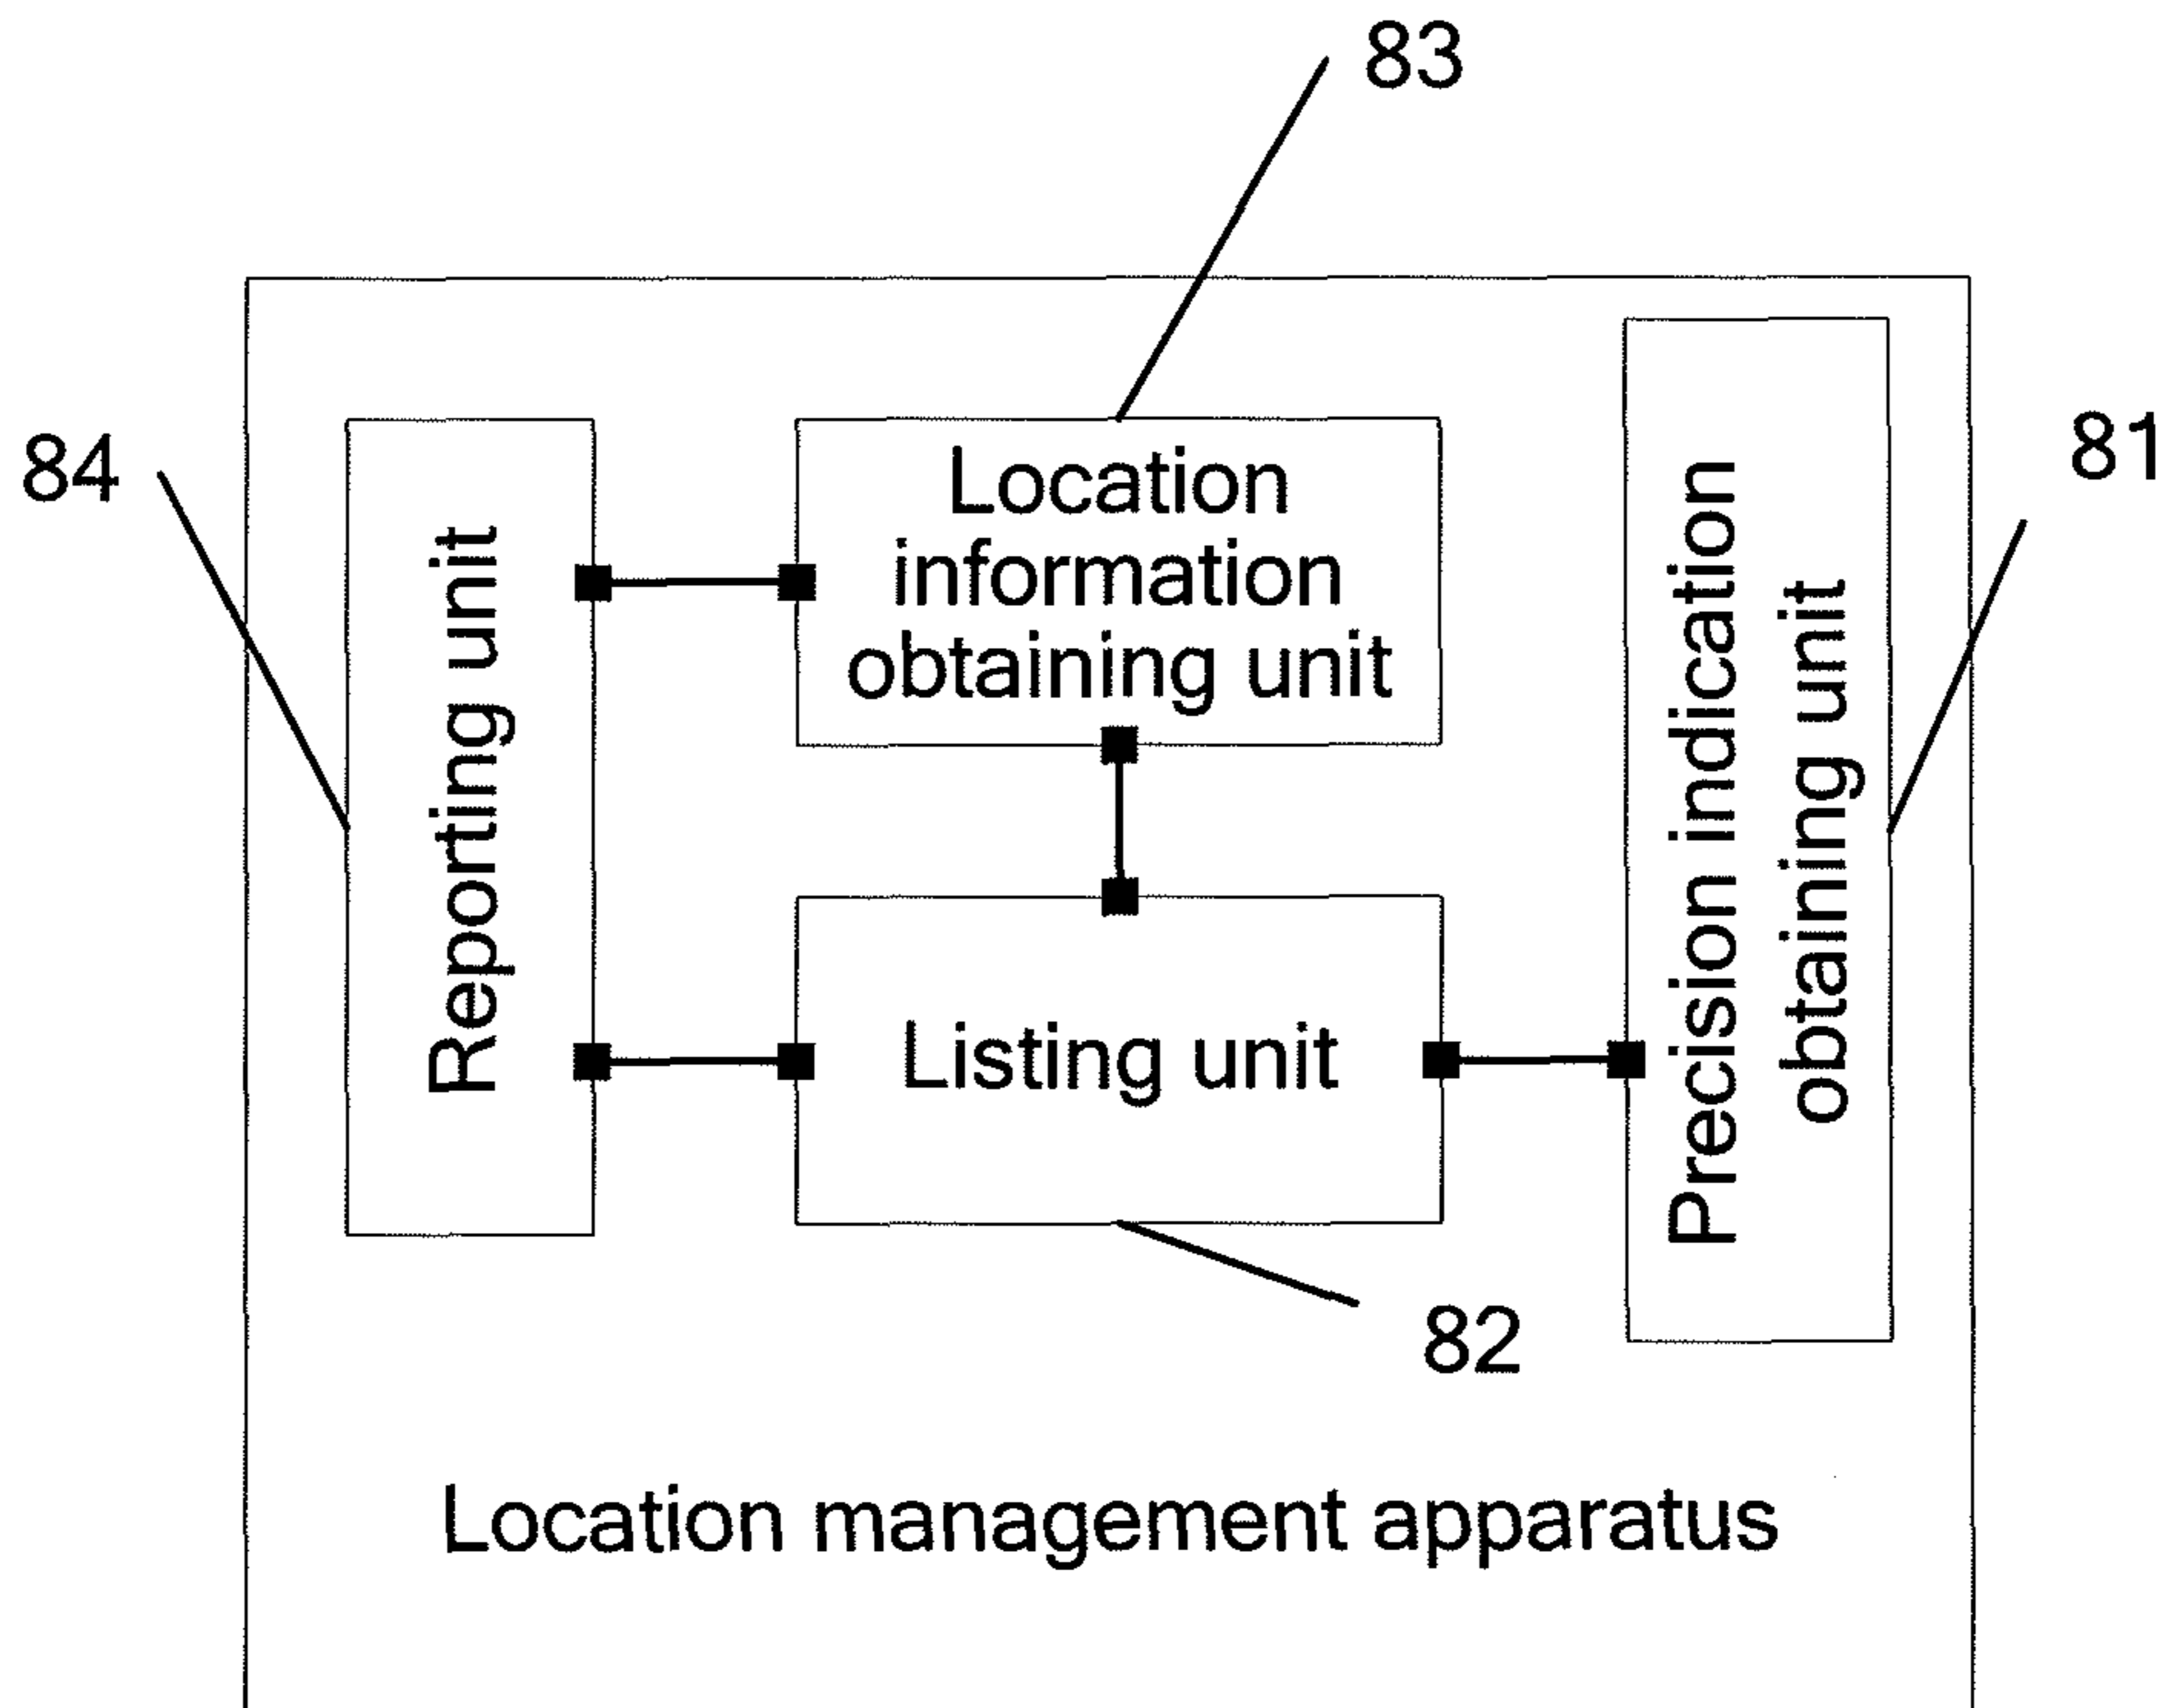 83
84
81
Reporting unit
Location
information
obtaining unit
Precision indication
obtaining unit
Listing unit
82
Location management apparatus